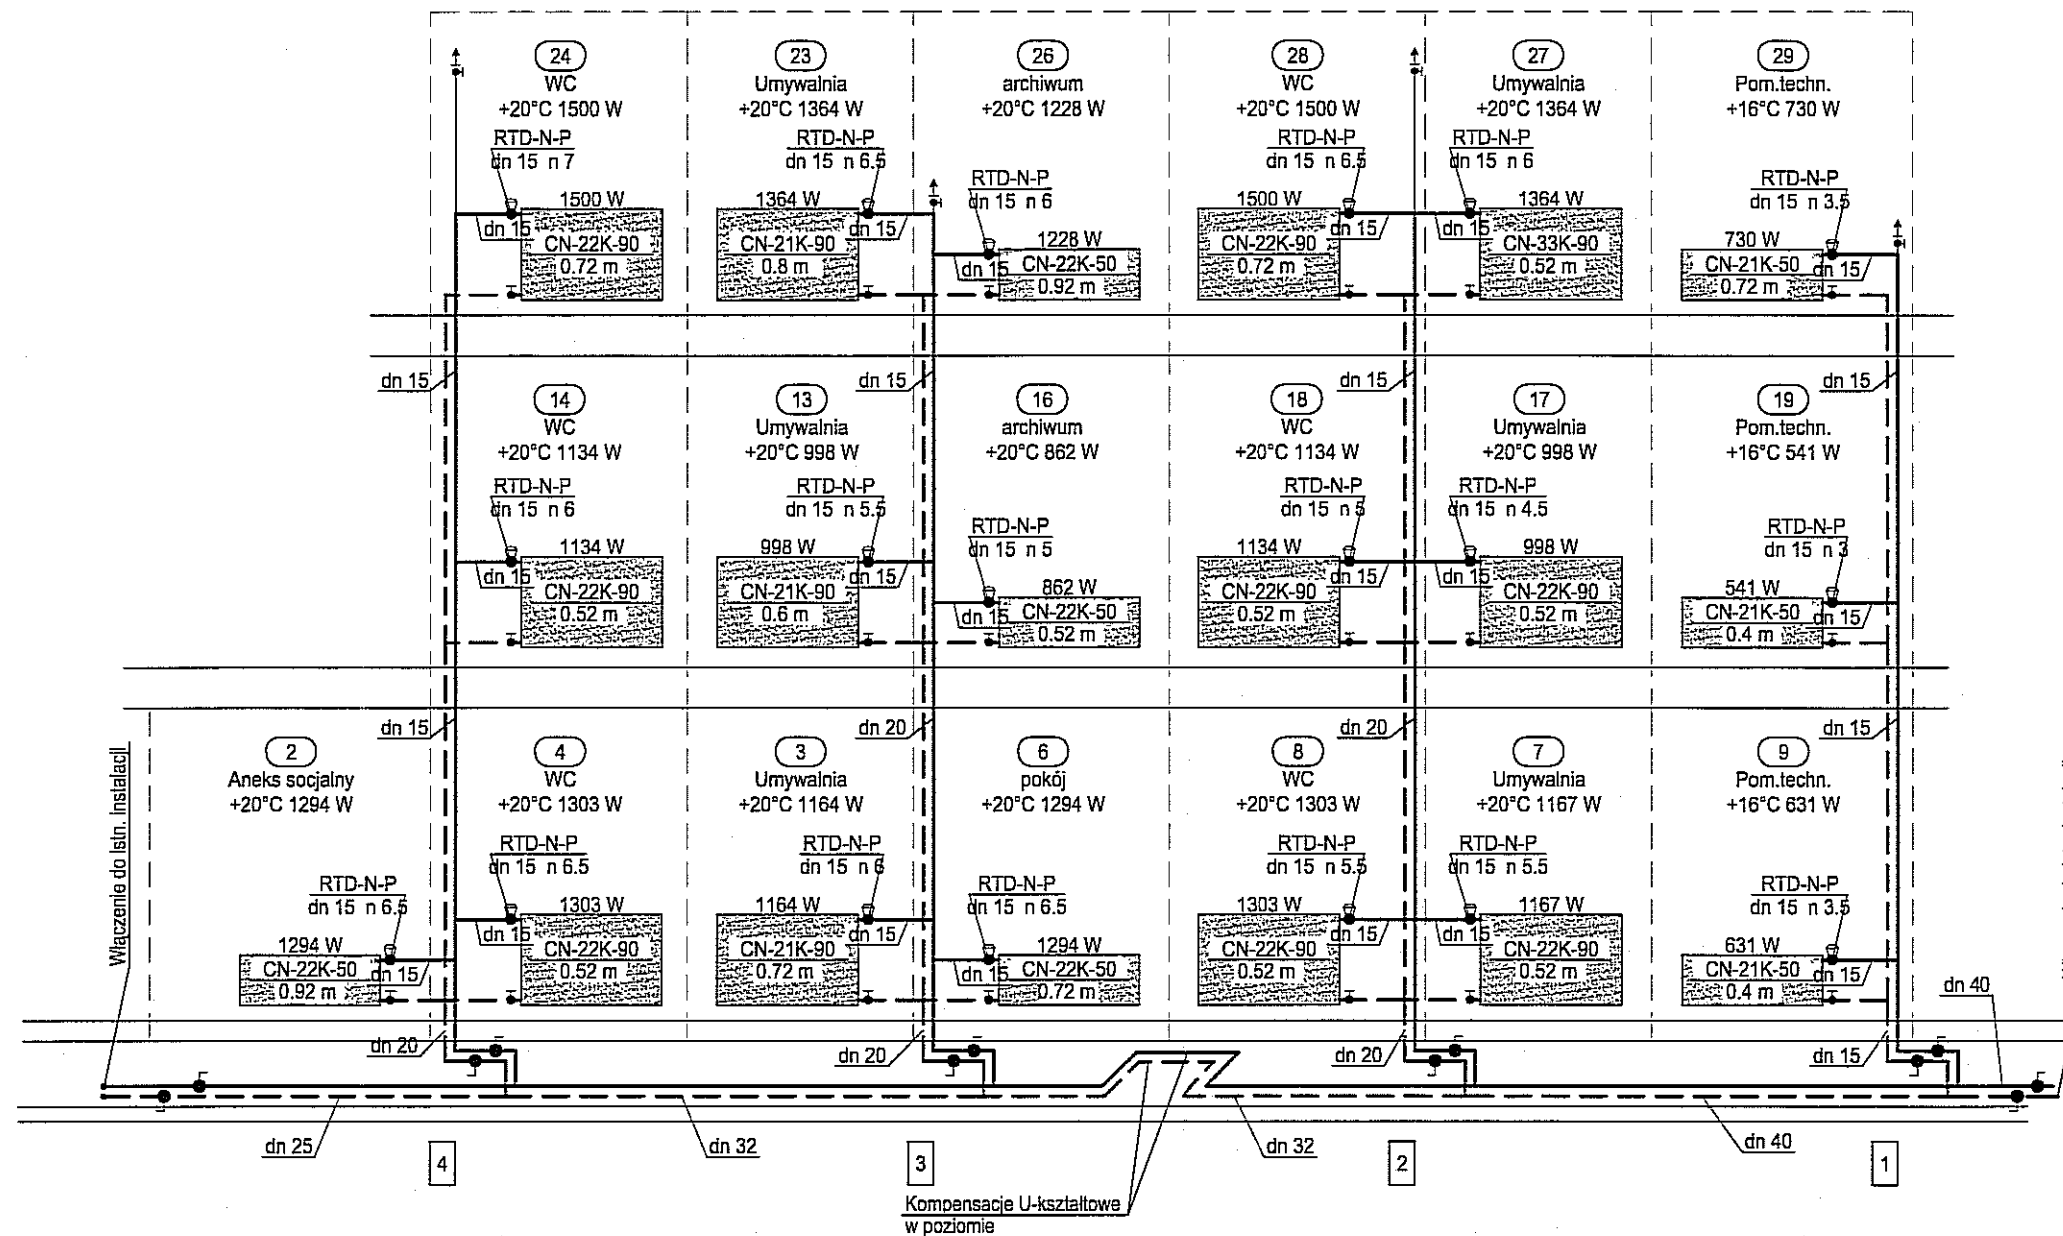 24
WC
+20°C 1500 W
RTD-N-P
dn 15 n 7
1500 W
dn 15
CN-22K-90
0.72 m
23
Umywalnia
+20°C 1364 W
RTD-N-P
dn 15 n 6.5
1364 W
CN-21K-90
0.8 m
dn 15
26
archiwum
+20°C 1228 W
RTD-N-P
dn 15 n 6
1228 W
dn 15
CN-22K-50
0.92 m
28
WC
+20°C 1500 W
RTD-N-P
dn 15 n 6.5
1500 W
CN-22K-90
0.72 m
dn 15
27
Umywalnia
+20°C 1364 W
RTD-N-P
dn 15 n 6
1364 W
dn 15
CN-33K-90
0.52 m
29
Pom.techn.
+16°C 730 W
RTD-N-P
dn 15 n 3.5
730 W
CN-21K-50
0.72 m
dn 15
dn 15
dn 15
dn 15
dn 15
14
WC
+20°C 1134 W
RTD-N-P
dn 15 n 6
1134 W
dn 15
CN-22K-90
0.52 m
13
Umywalnia
+20°C 998 W
RTD-N-P
dn 15 n 5.5
998 W
CN-21K-90
0.6 m
dn 15
16
archiwum
+20°C 862 W
RTD-N-P
dn 15 n 5
862 W
dn 15
CN-22K-50
0.52 m
18
WC
+20°C 1134 W
RTD-N-P
dn 15 n 5
1134 W
CN-22K-90
0.52 m
dn 15
17
Umywalnia
+20°C 998 W
RTD-N-P
dn 15 n 4.5
998 W
dn 15
CN-22K-90
0.52 m
19
Pom.techn.
+16°C 541 W
RTD-N-P
dn 15 n 3
541 W
CN-21K-50
0.4 m
dn 15
dn 15
dn 20
dn 20
dn 15
Włączenie do istn. instalacji
2
Aneks socjalny
+20°C 1294 W
RTD-N-P
dn 15 n 6.5
1294 W
CN-22K-50
0.92 m
dn 15
4
WC
+20°C 1303 W
RTD-N-P
dn 15 n 6.5
1303 W
dn 15
CN-22K-90
0.52 m
3
Umywalnia
+20°C 1164 W
RTD-N-P
dn 15 n 6
1164 W
CN-21K-90
0.72 m
dn 15
6
pokój
+20°C 1294 W
RTD-N-P
dn 15 n 6.5
1294 W
dn 15
CN-22K-50
0.72 m
8
WC
+20°C 1303 W
RTD-N-P
dn 15 n 5.5
1303 W
CN-22K-90
0.52 m
dn 15
7
Umywalnia
+20°C 1167 W
RTD-N-P
dn 15 n 5.5
1167 W
dn 15
CN-22K-90
0.52 m
9
Pom.techn.
+16°C 631 W
RTD-N-P
dn 15 n 3.5
631 W
CN-21K-50
0.4 m
dn 15
dn 40
dn 20
dn 20
dn 20
dn 15
dn 25
dn 32
dn 32
dn 40
4
3
2
1
Kompensacje U-kształtowe
w poziomie